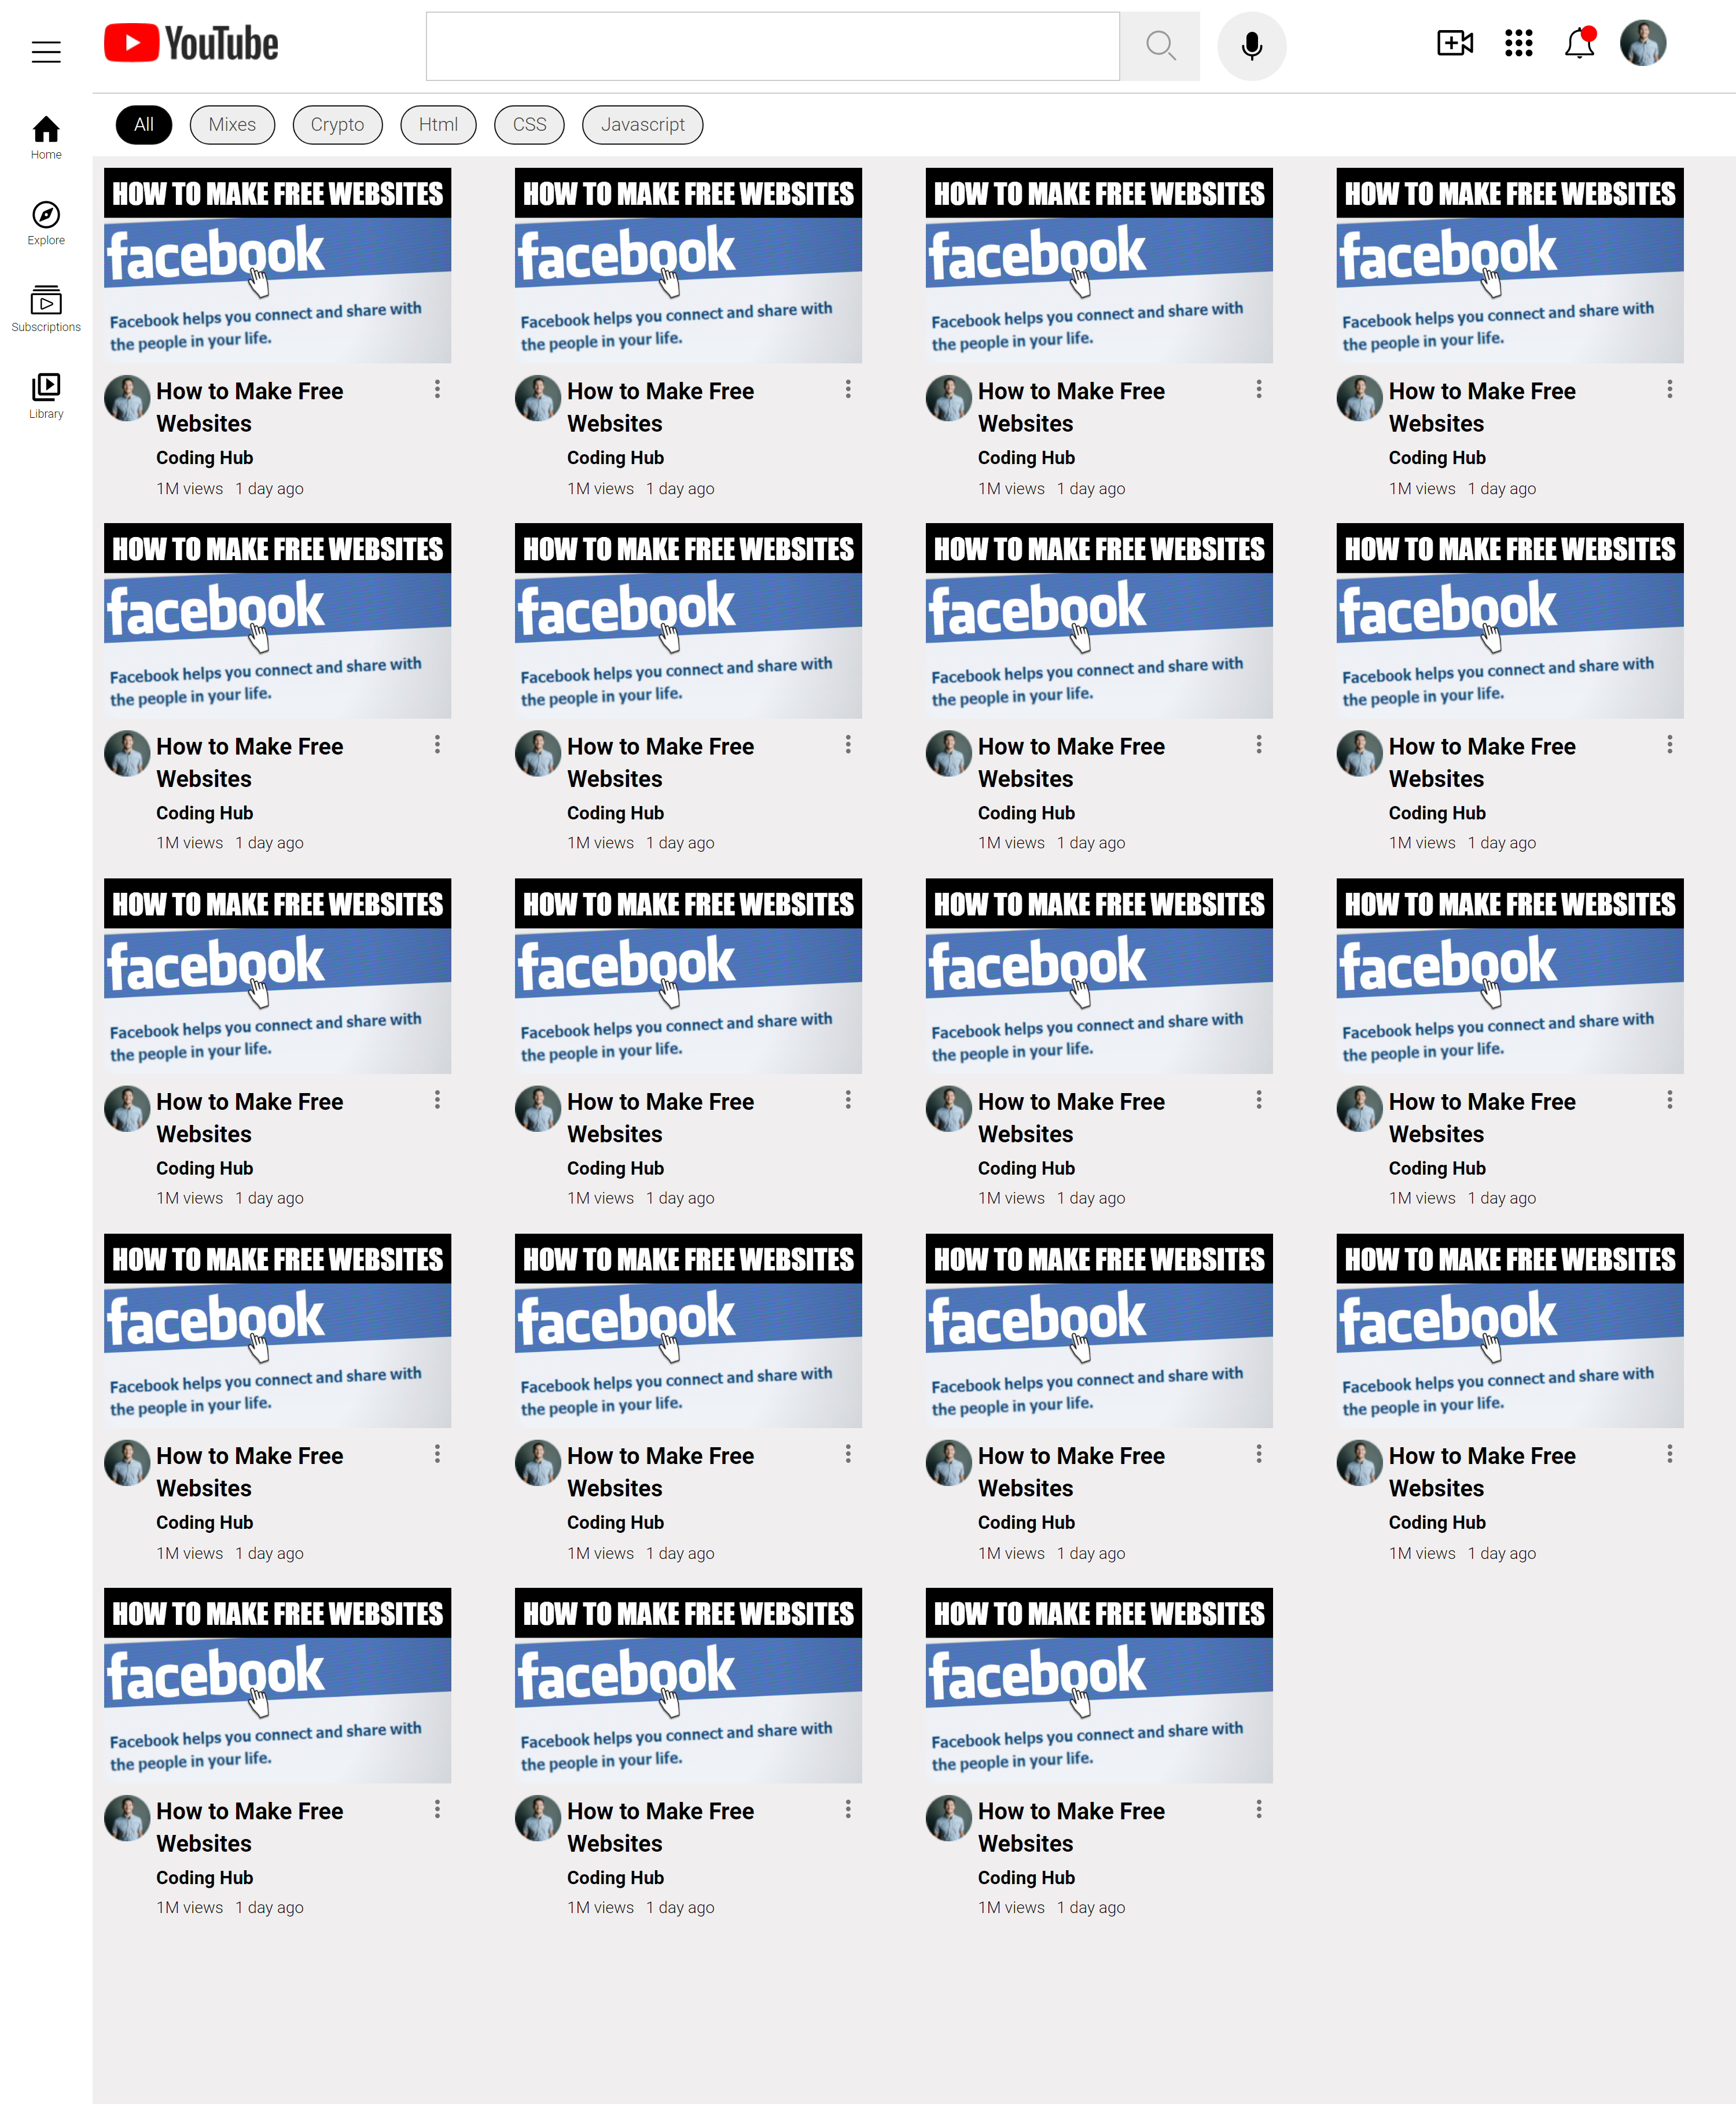 YouTube
All Mixes Crypto Html CSS Javascript
Home
Explore
Subscriptions
Library
HOW TO MAKE FREE WEBSITES HOW TO MAKE FREE WEBSITES HOW TO MAKE FREE WEBSITES HOW TO MAKE FREE WEBSITES
facebook facebook facebook facebook
Facebook helps you connect and share with Facebook helps you connect and share with Facebook helps you connect and share with Facebook helps you connect and share with
the people in your life. the people in your life. the people in your life. the people in your life.
How to Make Free How to Make Free How to Make Free How to Make Free
Websites Websites Websites Websites
Coding Hub Coding Hub Coding Hub Coding Hub
1M views 1 day ago 1M views 1 day ago 1M views 1 day ago 1M views 1 day ago
HOW TO MAKE FREE WEBSITES HOW TO MAKE FREE WEBSITES HOW TO MAKE FREE WEBSITES HOW TO MAKE FREE WEBSITES
facebook facebook facebook facebook
Facebook helps you connect and share with Facebook helps you connect and share with Facebook helps you connect and share with Facebook helps you connect and share with
the people in your life. the people in your life. the people in your life. the people in your life.
How to Make Free How to Make Free How to Make Free How to Make Free
Websites Websites Websites Websites
Coding Hub Coding Hub Coding Hub Coding Hub
1M views 1 day ago 1M views 1 day ago 1M views 1 day ago 1M views 1 day ago
HOW TO MAKE FREE WEBSITES HOW TO MAKE FREE WEBSITES HOW TO MAKE FREE WEBSITES HOW TO MAKE FREE WEBSITES
facebook facebook facebook facebook
Facebook helps you connect and share with Facebook helps you connect and share with Facebook helps you connect and share with Facebook helps you connect and share with
the people in your life. the people in your life. the people in your life. the people in your life.
How to Make Free How to Make Free How to Make Free How to Make Free
Websites Websites Websites Websites
Coding Hub Coding Hub Coding Hub Coding Hub
1M views 1 day ago 1M views 1 day ago 1M views 1 day ago 1M views 1 day ago
HOW TO MAKE FREE WEBSITES HOW TO MAKE FREE WEBSITES HOW TO MAKE FREE WEBSITES HOW TO MAKE FREE WEBSITES
facebook facebook facebook facebook
Facebook helps you connect and share with Facebook helps you connect and share with Facebook helps you connect and share with Facebook helps you connect and share with
the people in your life. the people in your life. the people in your life. the people in your life.
How to Make Free How to Make Free How to Make Free How to Make Free
Websites Websites Websites Websites
Coding Hub Coding Hub Coding Hub Coding Hub
1M views 1 day ago 1M views 1 day ago 1M views 1 day ago 1M views 1 day ago
HOW TO MAKE FREE WEBSITES HOW TO MAKE FREE WEBSITES HOW TO MAKE FREE WEBSITES
facebook facebook facebook
Facebook helps you connect and share with Facebook helps you connect and share with Facebook helps you connect and share with
the people in your life. the people in your life. the people in your life.
How to Make Free How to Make Free How to Make Free
Websites Websites Websites
Coding Hub Coding Hub Coding Hub
1M views 1 day ago 1M views 1 day ago 1M views 1 day ago